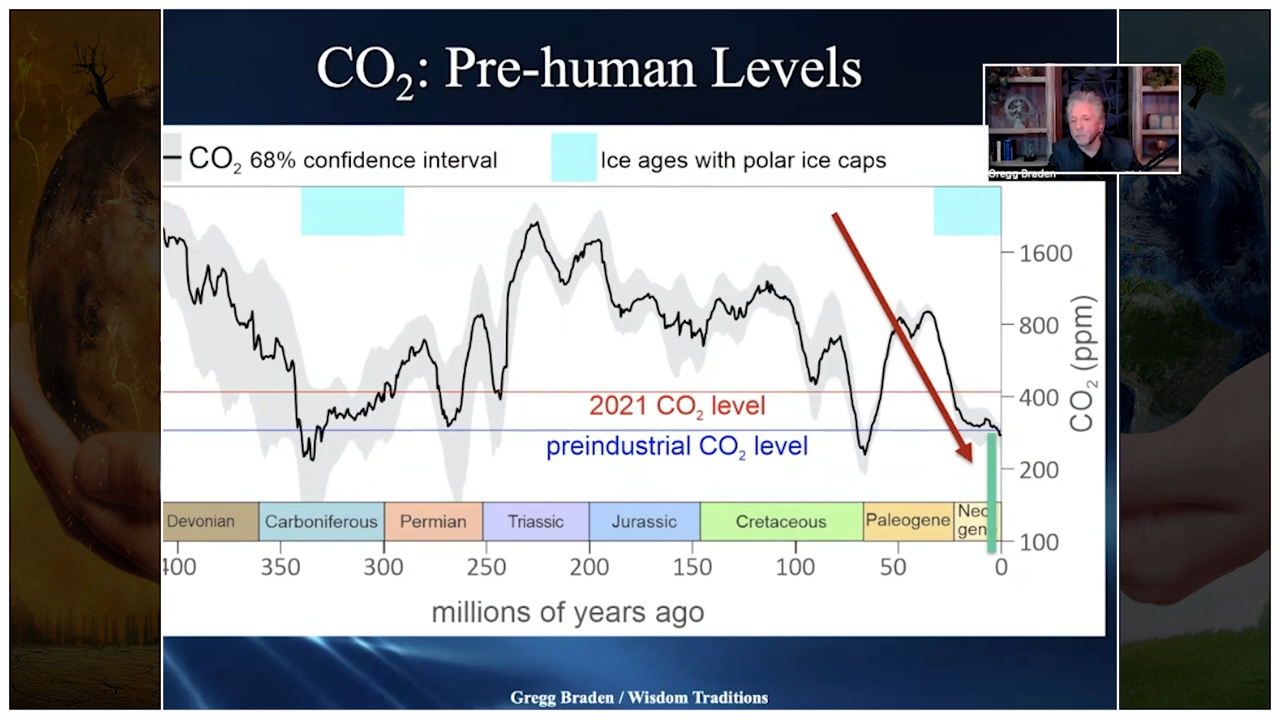 CO₂: Pre-human Levels
CO₂ 68% confidence interval
Ice ages with polar ice caps
Gregg Braden
1600
800
400
200
100
CO₂ (ppm)
2021 CO₂ level
preindustrial CO₂ level
Devonian
Carboniferous
Permian
Triassic
Jurassic
Cretaceous
Paleogene
Neo
gene
400
350
300
250
200
150
100
50
0
millions of years ago
Gregg Braden / Wisdom Traditions